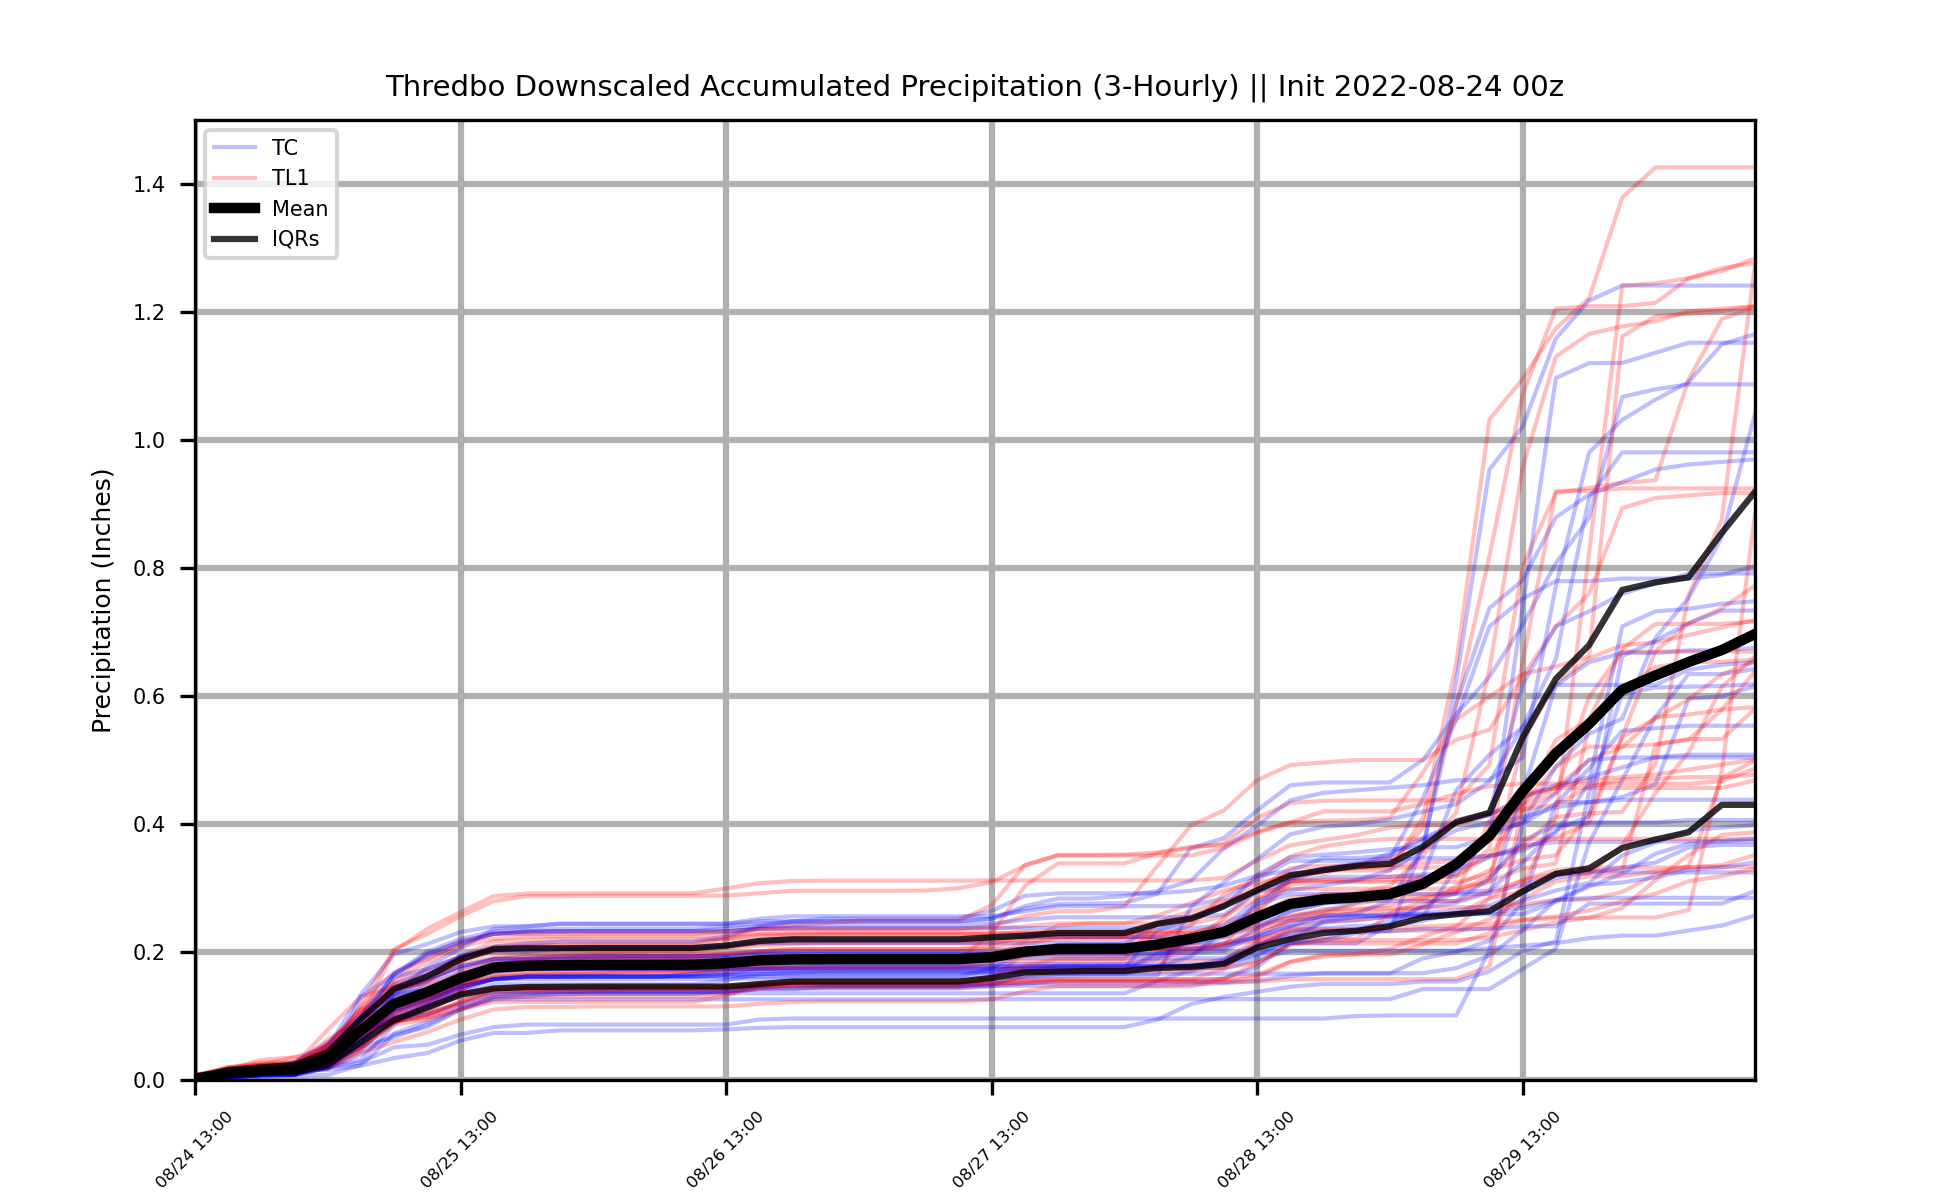 Thredbo Downscaled Accumulated Precipitation (3-Hourly) || Init 2022-08-24 00z
TC
TL1
Mean
IQRs
Precipitation (Inches)
1.4
1.2
1.0
0.8
0.6
0.4
0.2
0.0
08/24 13:00
08/25 13:00
08/26 13:00
08/27 13:00
08/28 13:00
08/29 13:00